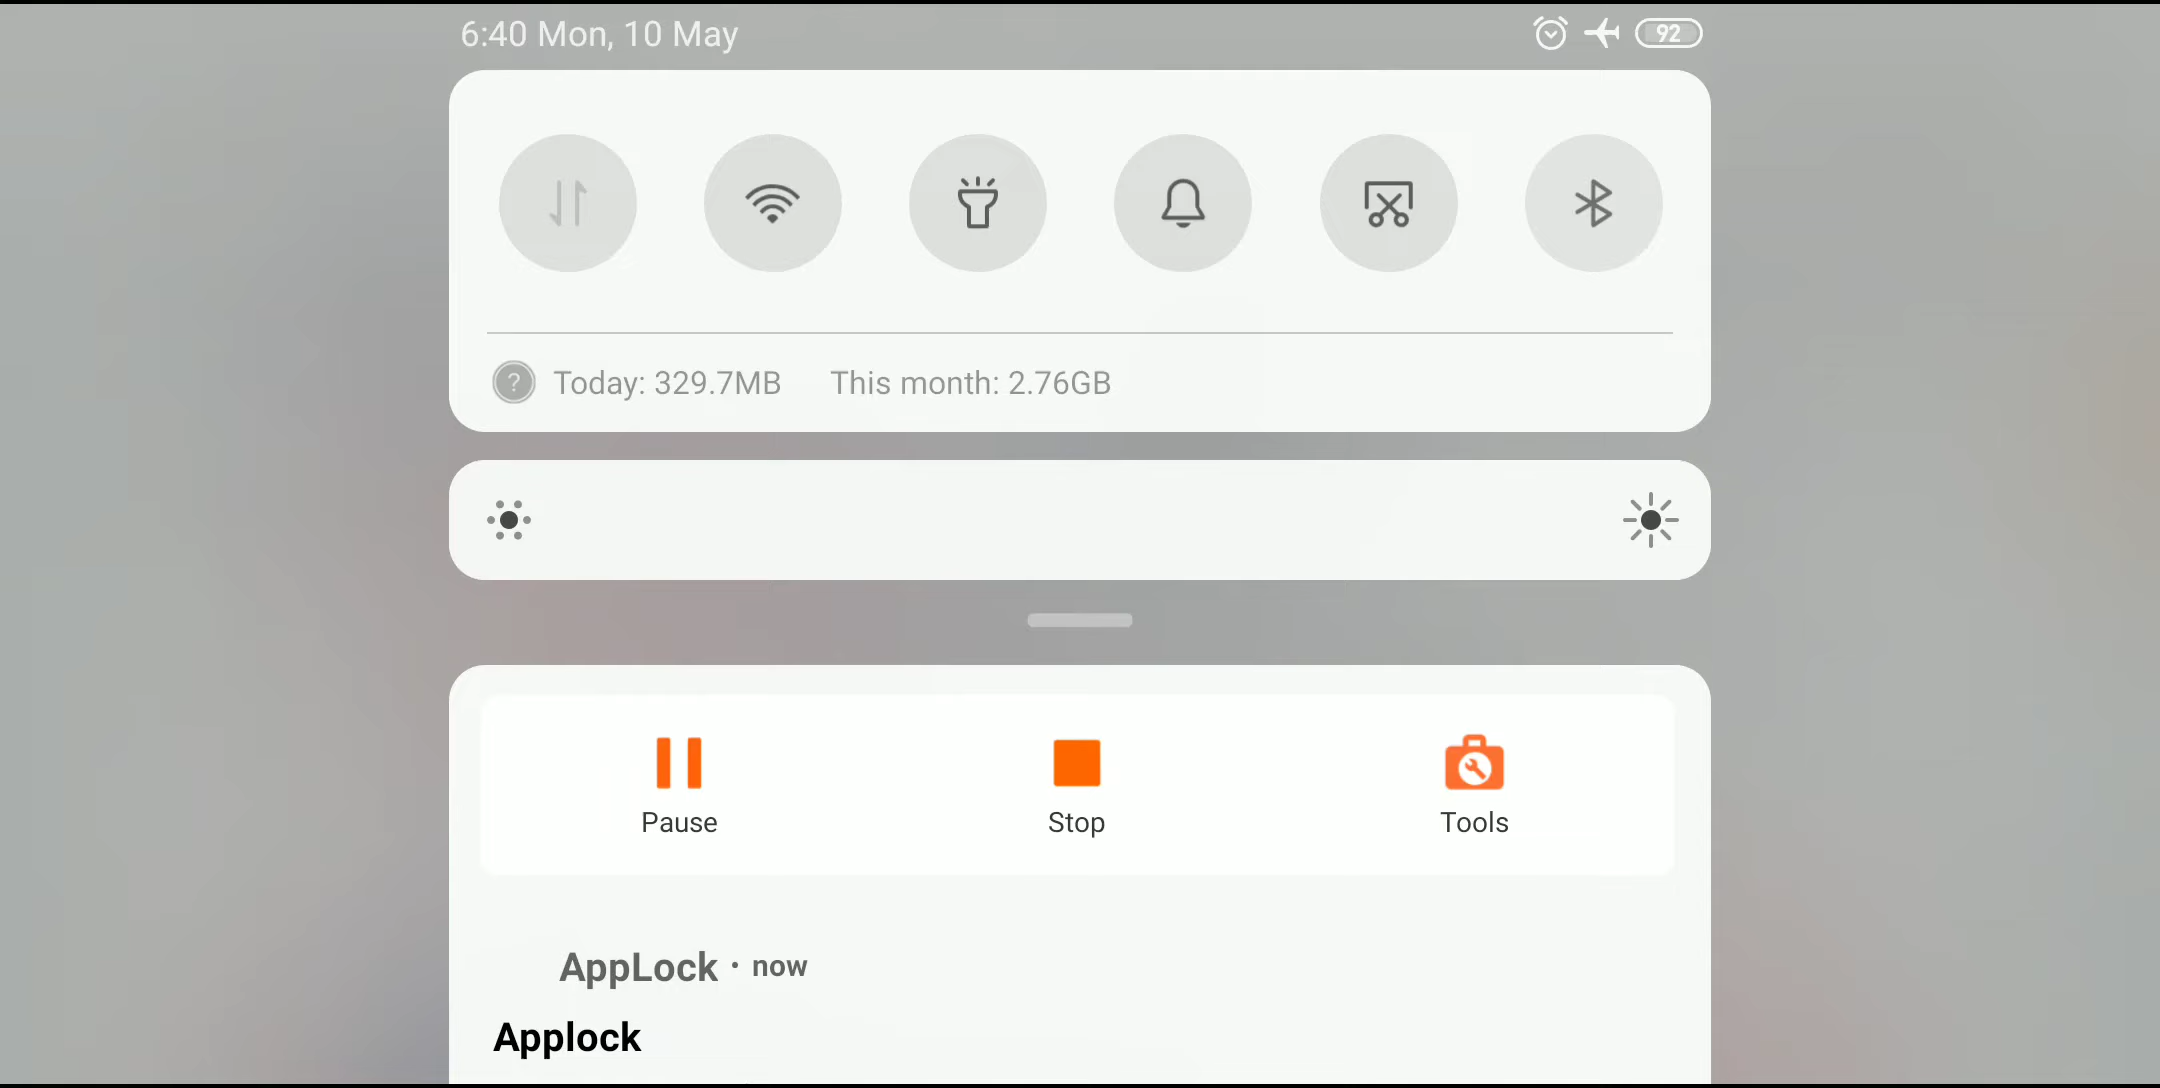 6:40 Mon, 10 May
92
? Today: 329.7MB This month: 2.76GB
Pause Stop Tools
AppLock · now
Applock